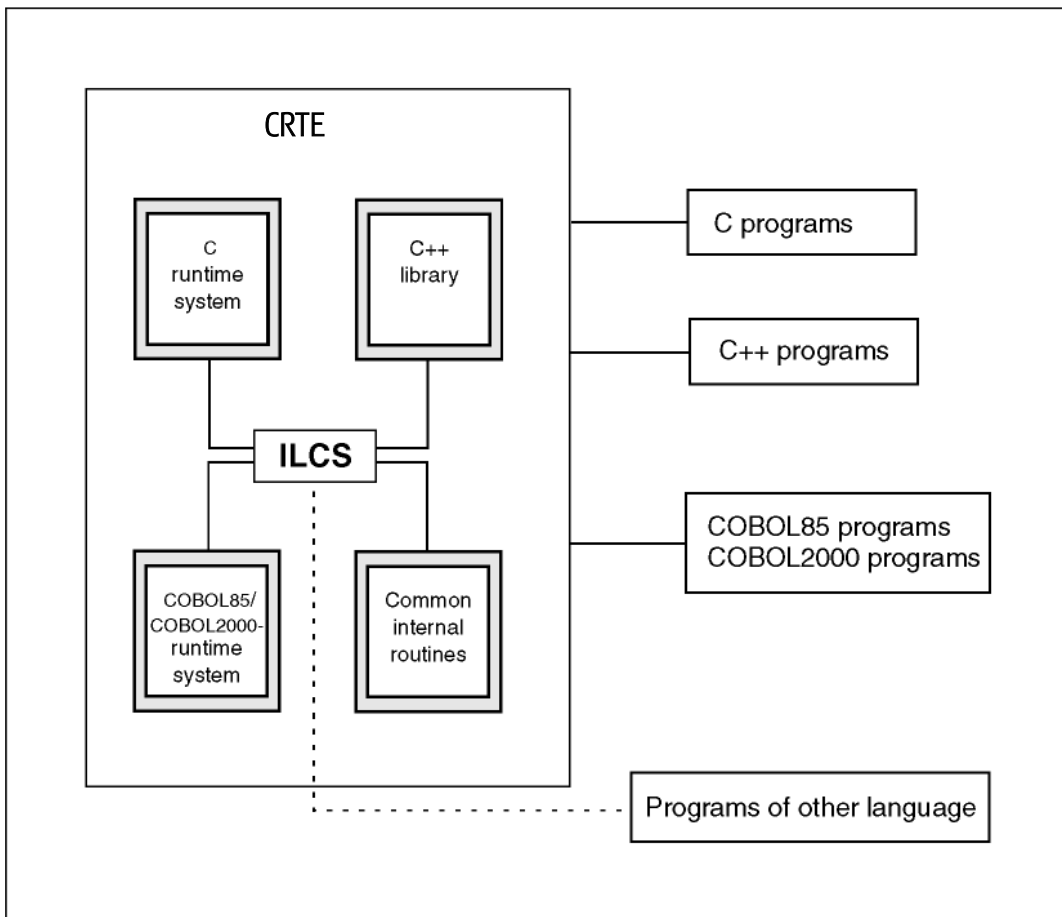 CRTE
C
runtime
system
C++
library
ILCS
COBOL85/
COBOL2000-
runtime
system
Common
internal
routines
C programs
C++ programs
COBOL85 programs
COBOL2000 programs
Programs of other language